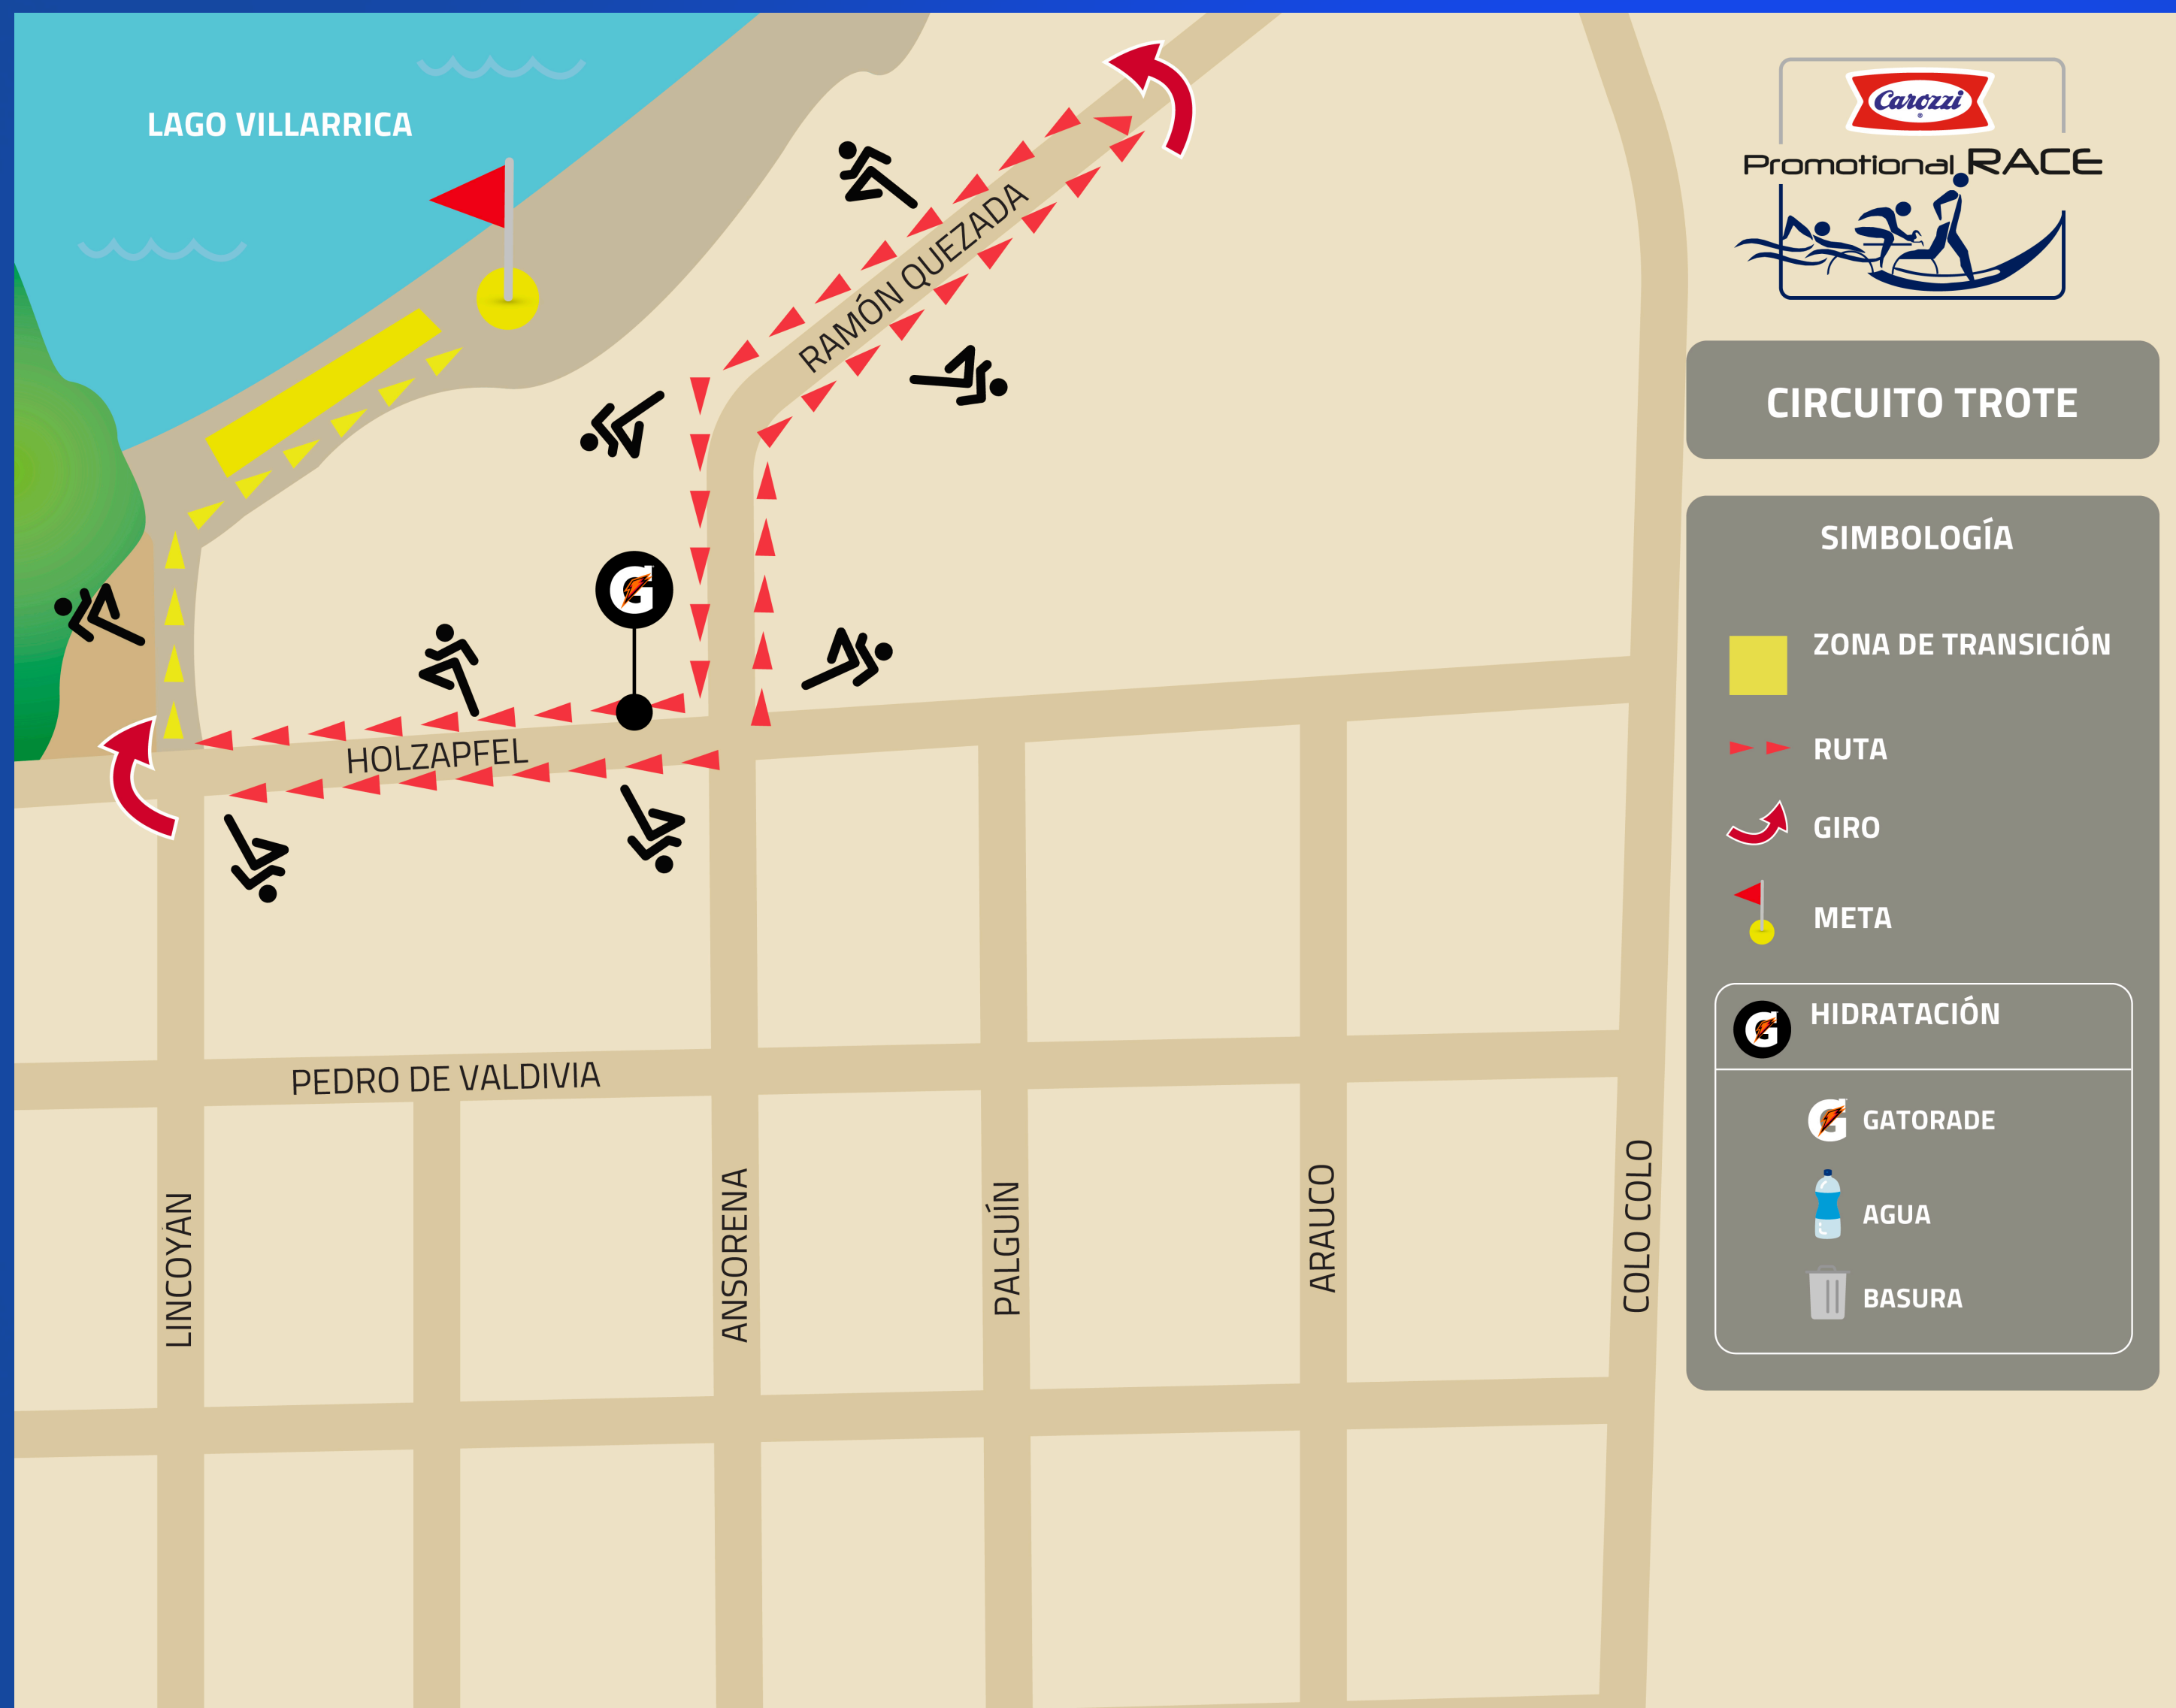 LAGO VILLARRICA
RAMÓN QUEZADA
HOLZAPFEL
PEDRO DE VALDIVIA
LINCOYÁN
ANSORENA
PALGUÍN
ARAUCO
COLO COLO
G
Carozzi
Promotional RACE
CIRCUITO TROTE
SIMBOLOGÍA
ZONA DE TRANSICIÓN
RUTA
GIRO
META
G HIDRATACIÓN
G GATORADE
AGUA
BASURA